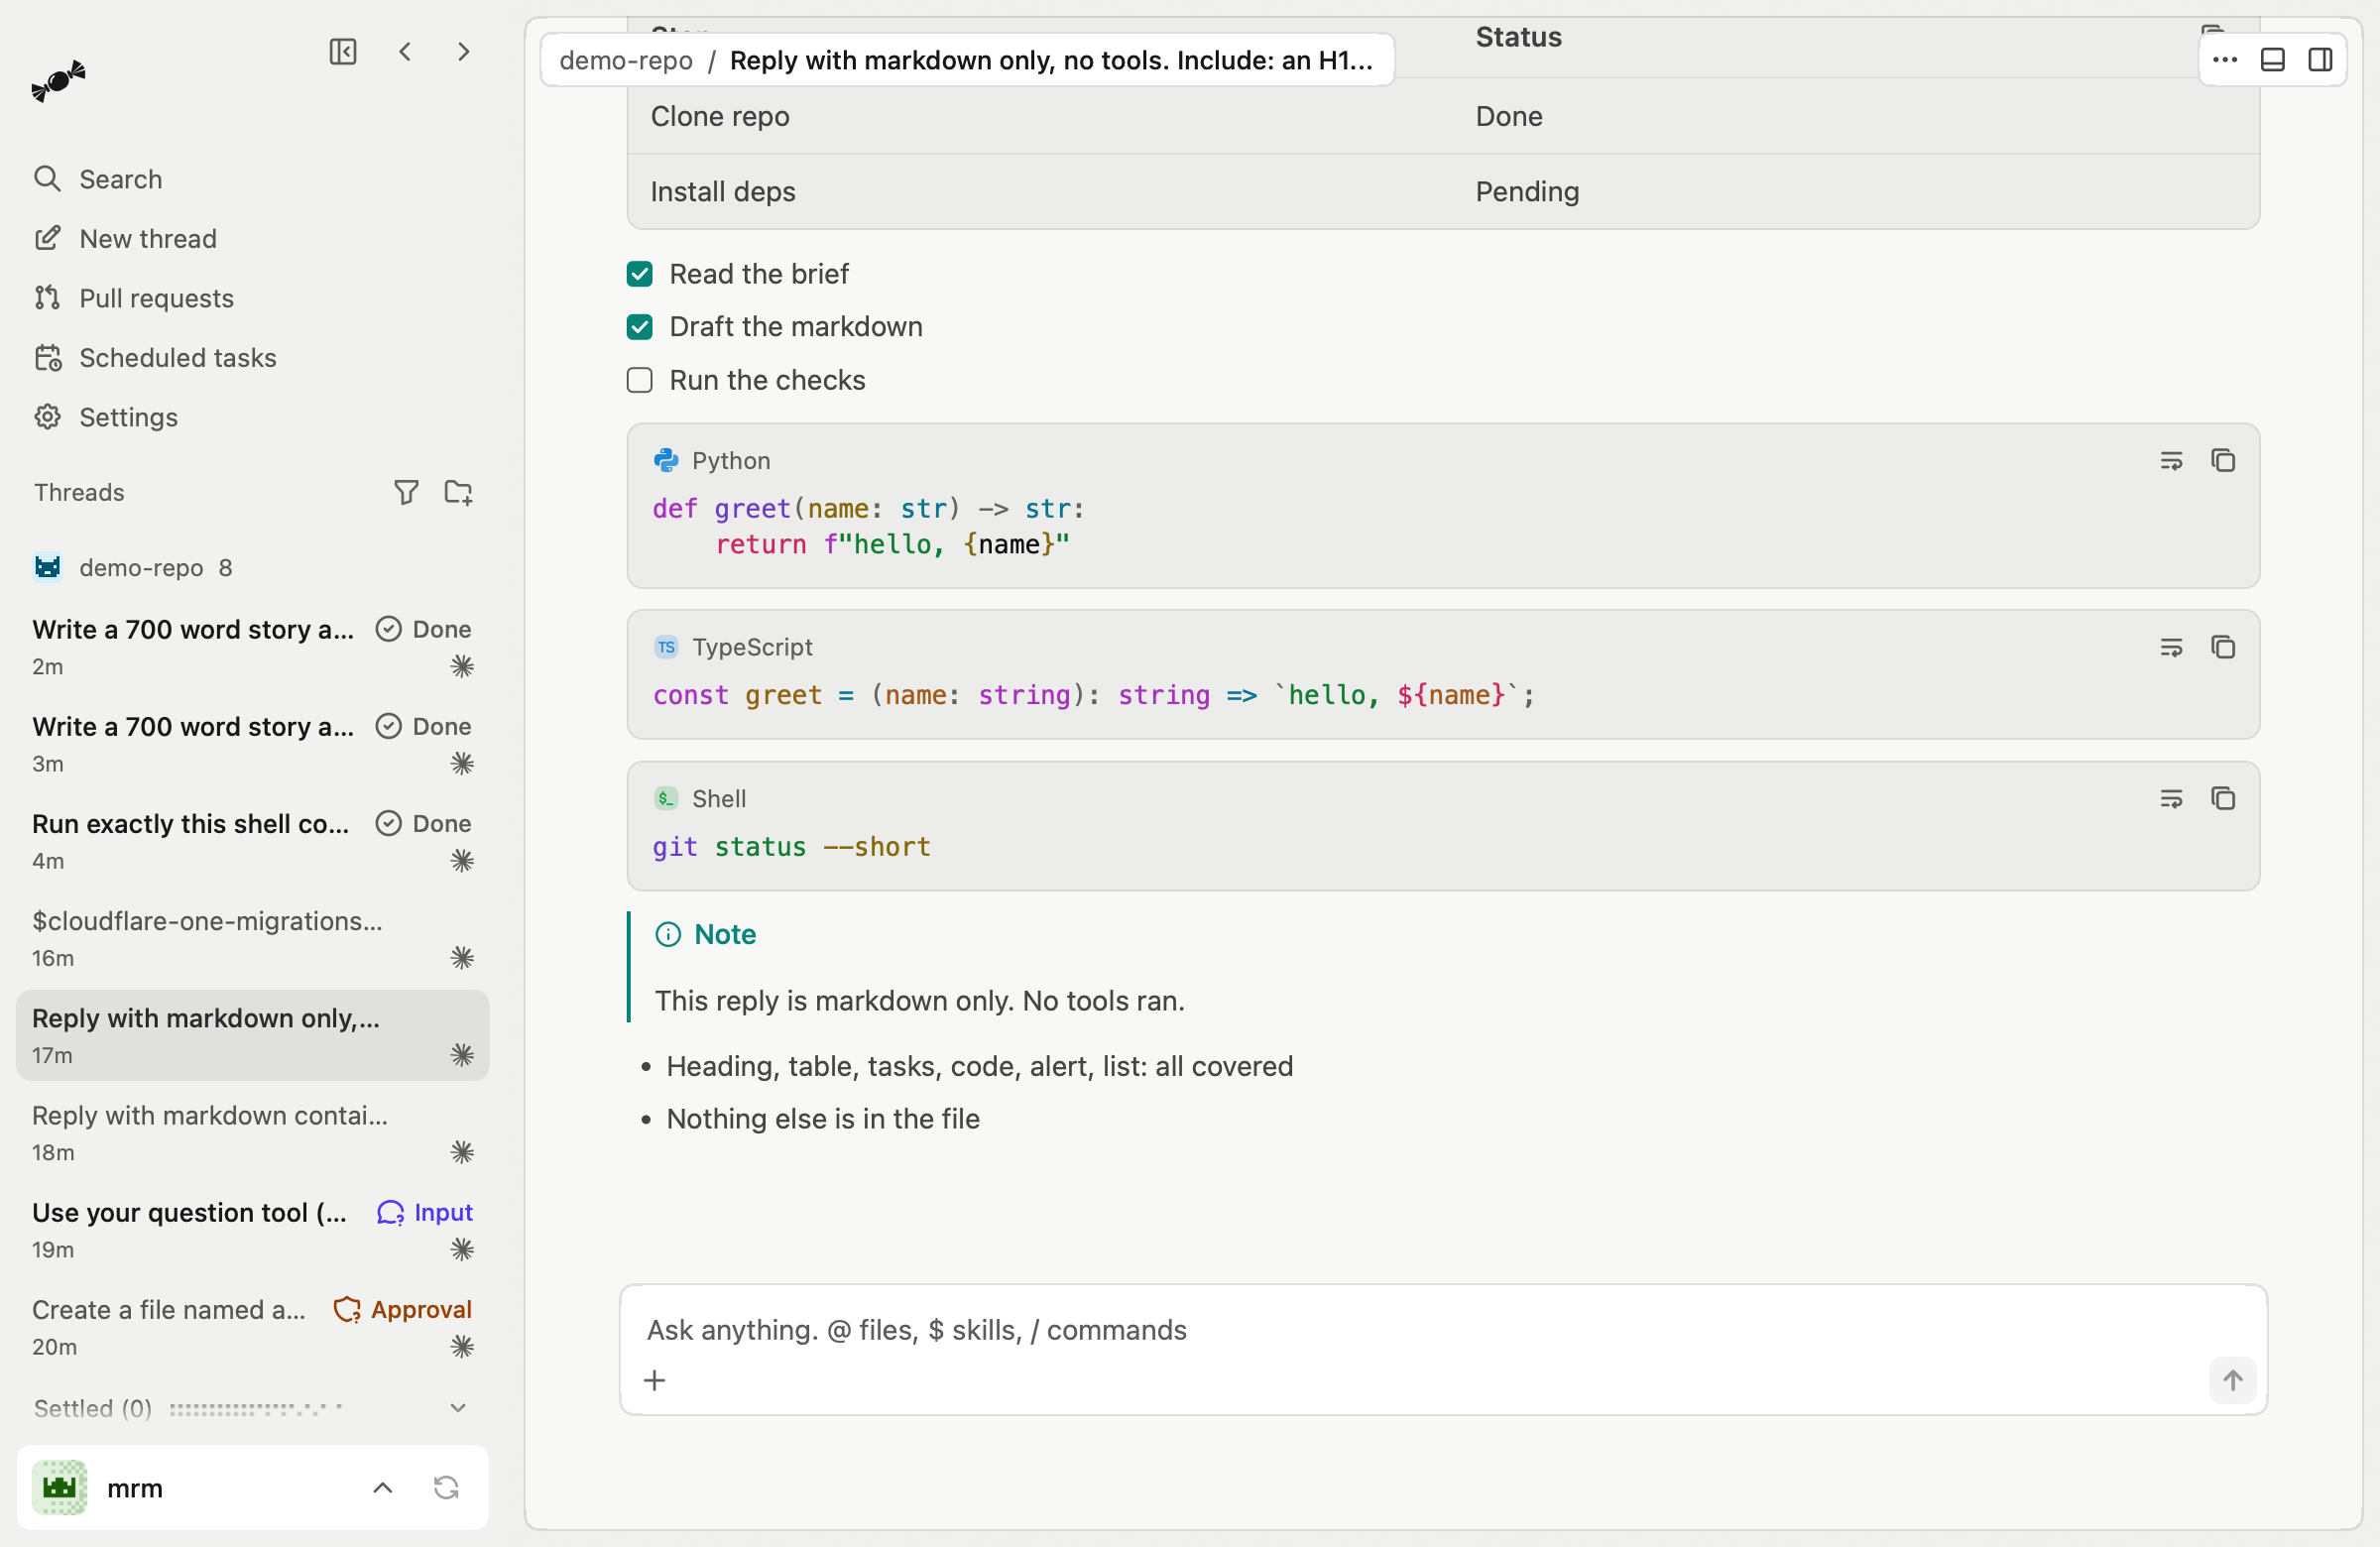 Search
New thread
Pull requests
Scheduled tasks
Settings
Threads
demo-repo 8
Write a 700 word story a... Done
2m
Write a 700 word story a... Done
3m
Run exactly this shell co... Done
4m
$cloudflare-one-migrations...
16m
Reply with markdown only,...
17m
Reply with markdown contai...
18m
Use your question tool (... Input
19m
Create a file named a... Approval
20m
Settled (0)
mrm
Status
demo-repo / Reply with markdown only, no tools. Include: an H1...
Clone repo Done
Install deps Pending
Read the brief
Draft the markdown
Run the checks
Python
def greet(name: str) -> str:
    return f"hello, {name}"
TS TypeScript
const greet = (name: string): string => `hello, ${name}`;
$_ Shell
git status --short
Note
This reply is markdown only. No tools ran.
• Heading, table, tasks, code, alert, list: all covered
• Nothing else is in the file
Ask anything. @ files, $ skills, / commands